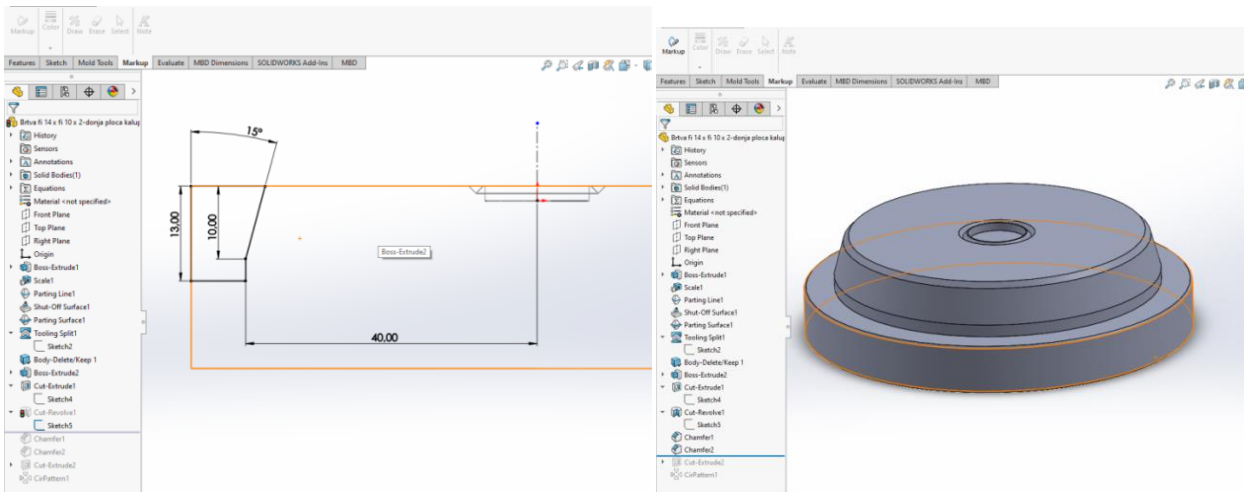 Markup Color Draw Erase Select Note
Features Sketch Mold Tools Markup Evaluate MBD Dimensions SOLIDWORKS Add-Ins MBD
Brtva fi 14 x fi 10 x 2-donja ploca kalup
History
Sensors
Annotations
Solid Bodies(1)
Equations
Material <not specified>
Front Plane
Top Plane
Right Plane
Origin
Boss-Extrude1
Scale1
Parting Line1
Shut-Off Surface1
Parting Surface1
Tooling Split1
Sketch2
Body-Delete/Keep 1
Boss-Extrude2
Cut-Extrude1
Sketch4
Cut-Revolve1
Sketch5
Chamfer1
Chamfer2
Cut-Extrude2
CirPattern1
15°
13,00
10,00
Boss-Extrude2
40,00
Markup Color Draw Erase Select Note
Features Sketch Mold Tools Markup Evaluate MBD Dimensions SOLIDWORKS Add-Ins MBD
Brtva fi 14 x fi 10 x 2-donja ploca kalup
History
Sensors
Annotations
Solid Bodies(1)
Equations
Material <not specified>
Front Plane
Top Plane
Right Plane
Origin
Boss-Extrude1
Scale1
Parting Line1
Shut-Off Surface1
Parting Surface1
Tooling Split1
Sketch2
Body-Delete/Keep 1
Boss-Extrude2
Cut-Extrude1
Sketch4
Cut-Revolve1
Sketch5
Chamfer1
Chamfer2
Cut-Extrude2
CirPattern1